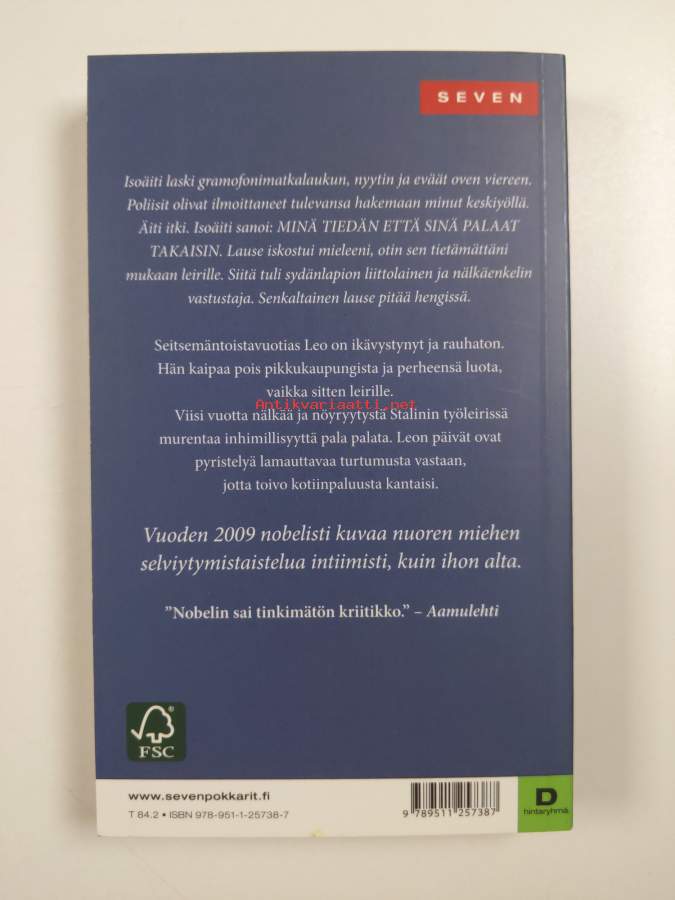 SEVEN
Isoäiti laski gramofonimatkalaukun, nyytin ja eväät oven viereen.
Poliisit olivat ilmoittaneet tulevansa hakemaan minut keskiyöllä.
Äiti itki. Isoäiti sanoi: MINÄ TIEDÄN ETTÄ SINÄ PALAAT
TAKAISIN. Lause iskostui mieleeni, otin sen tietämättäni
mukaan leirille. Siitä tuli sydänlapion liittolainen ja nälkäenkelin
vastustaja. Senkaltainen lause pitää hengissä.
Seitsemäntoistavuotias Leo on ikävystynyt ja rauhaton.
Hän kaipaa pois pikkukaupungista ja perheensä luota,
vaikka sitten leirille.
Antikvariaatti.net
Viisi vuotta nälkää ja nöyryytystä Stalinin työleirissä
murentaa inhimillisyyttä pala palata. Leon päivät ovat
pyristelyä lamauttavaa turtumusta vastaan,
jotta toivo kotiinpaluusta kantaisi.
Vuoden 2009 nobelisti kuvaa nuoren miehen
selviytymistaistelua intiimisti, kuin ihon alta.
”Nobelin sai tinkimätön kriitikko.” – Aamulehti
FSC
®
www.sevenpokkarit.fi
T 84.2 • ISBN 978-951-1-25738-7
9 789511 257387
D
hintaryhmä